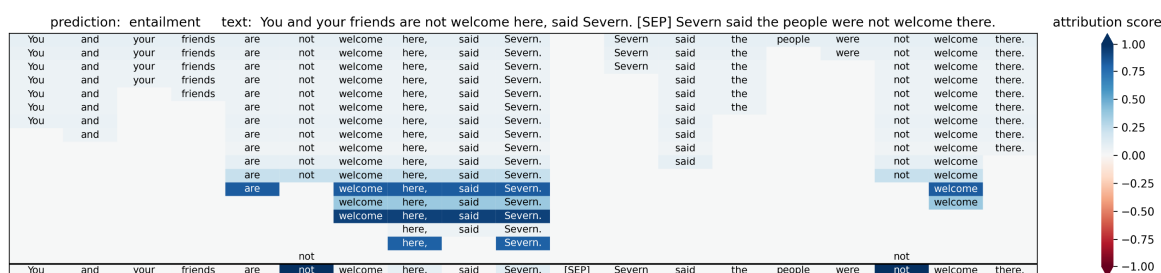 prediction: entailment text: You and your friends are not welcome here, said Severn. [SEP] Severn said the people were not welcome there. attribution score
You and your friends are not welcome here, said Severn. Severn said the people were not welcome there.
You and your friends are not welcome here, said Severn. Severn said the were not welcome there.
You and your friends are not welcome here, said Severn. Severn said the not welcome there.
You and your friends are not welcome here, said Severn. said the not welcome there.
You and friends are not welcome here, said Severn. said the not welcome there.
You and are not welcome here, said Severn. said the not welcome there.
You and are not welcome here, said Severn. said not welcome there.
and are not welcome here, said Severn. said not welcome there.
are not welcome here, said Severn. said not welcome there.
are not welcome here, said Severn. said not welcome
are not welcome here, said Severn. not welcome
are welcome here, said Severn. welcome
welcome here, said Severn. welcome
welcome here, said Severn.
here, said
here, Severn.
not not
You and your friends are not welcome here, said Severn. [SEP] Severn said the people were not welcome there.
1.00
0.75
0.50
0.25
0.00
−0.25
−0.50
−0.75
−1.00